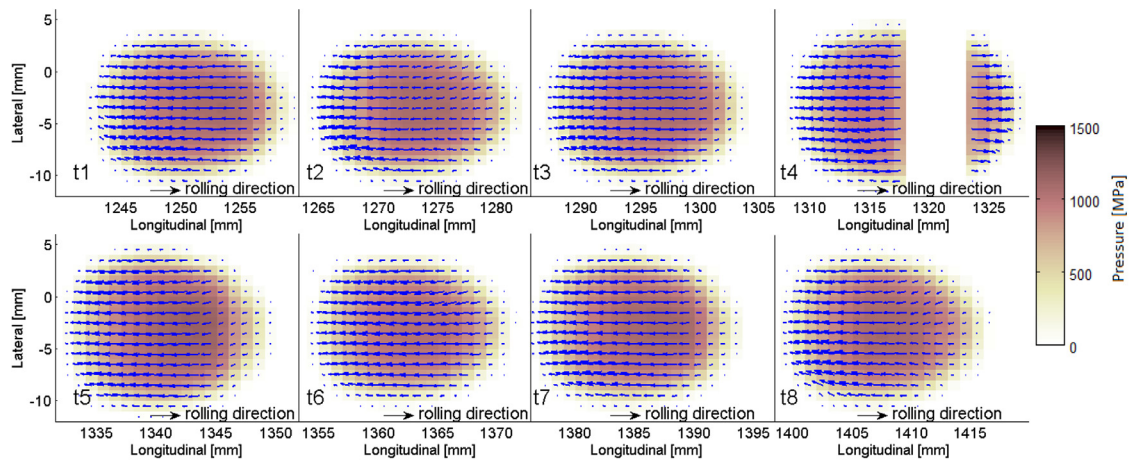 5
0
-5
-10
Lateral [mm]
t1
rolling direction
1245 1250 1255
Longitudinal [mm]
t2
rolling direction
1265 1270 1275 1280
Longitudinal [mm]
t3
rolling direction
1290 1295 1300 1305
Longitudinal [mm]
t4
1310 1315 1320 1325
Longitudinal [mm]
5
0
-5
-10
Lateral [mm]
t5
rolling direction
1335 1340 1345 1350
Longitudinal [mm]
t6
rolling direction
1355 1360 1365 1370
Longitudinal [mm]
t7
rolling direction
1380 1385 1390 1395
Longitudinal [mm]
t8
rolling direction
1400 1405 1410 1415
Longitudinal [mm]
1500
1000
500
0
Pressure [MPa]